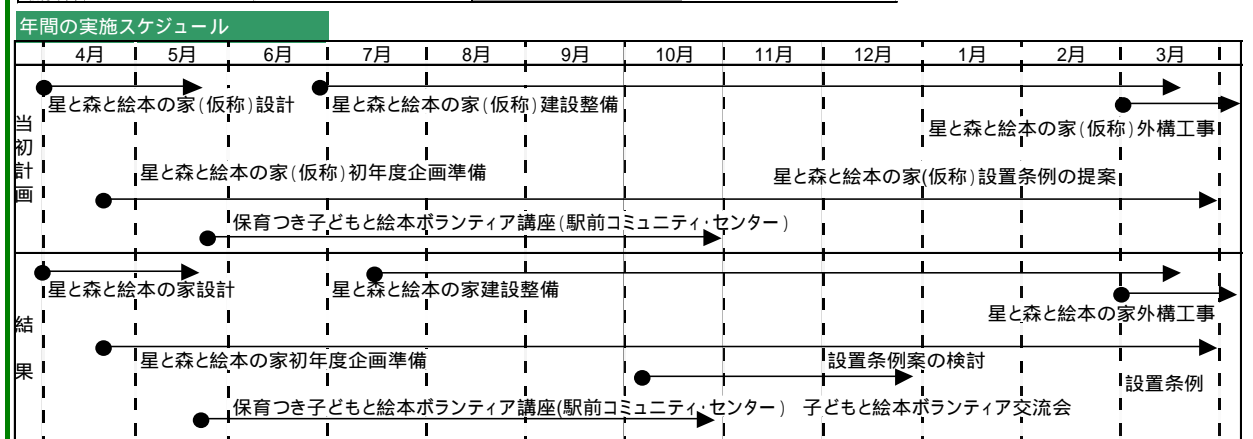 年間の実施スケジュール
4月 5月 6月 7月 8月 9月 10月 11月 12月 1月 2月 3月
当初計画
星と森と絵本の家(仮称)設計
星と森と絵本の家(仮称)建設整備
星と森と絵本の家(仮称)外構工事
星と森と絵本の家(仮称)初年度企画準備
星と森と絵本の家(仮称)設置条例の提案
保育つき子どもと絵本ボランティア講座(駅前コミュニティ・センター)
結果
星と森と絵本の家設計
星と森と絵本の家建設整備
星と森と絵本の家外構工事
星と森と絵本の家初年度企画準備
設置条例案の検討
設置条例
保育つき子どもと絵本ボランティア講座(駅前コミュニティ・センター) 子どもと絵本ボランティア交流会